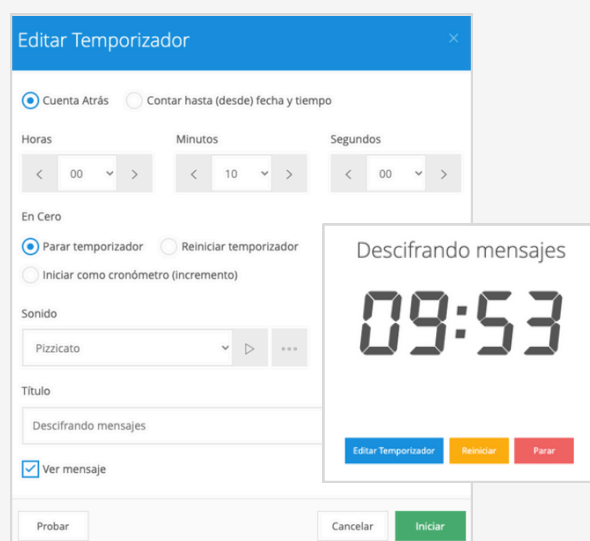 Editar Temporizador
Cuenta Atrás Contar hasta (desde) fecha y tiempo
Horas Minutos Segundos
00 10 00
En Cero
Parar temporizador Reiniciar temporizador
Iniciar como cronómetro (incremento)
Sonido
Pizzicato
Título
Descifrando mensajes
Ver mensaje
Probar Cancelar Iniciar
Descifrando mensajes
09:53
Editar Temporizador Reiniciar Parar